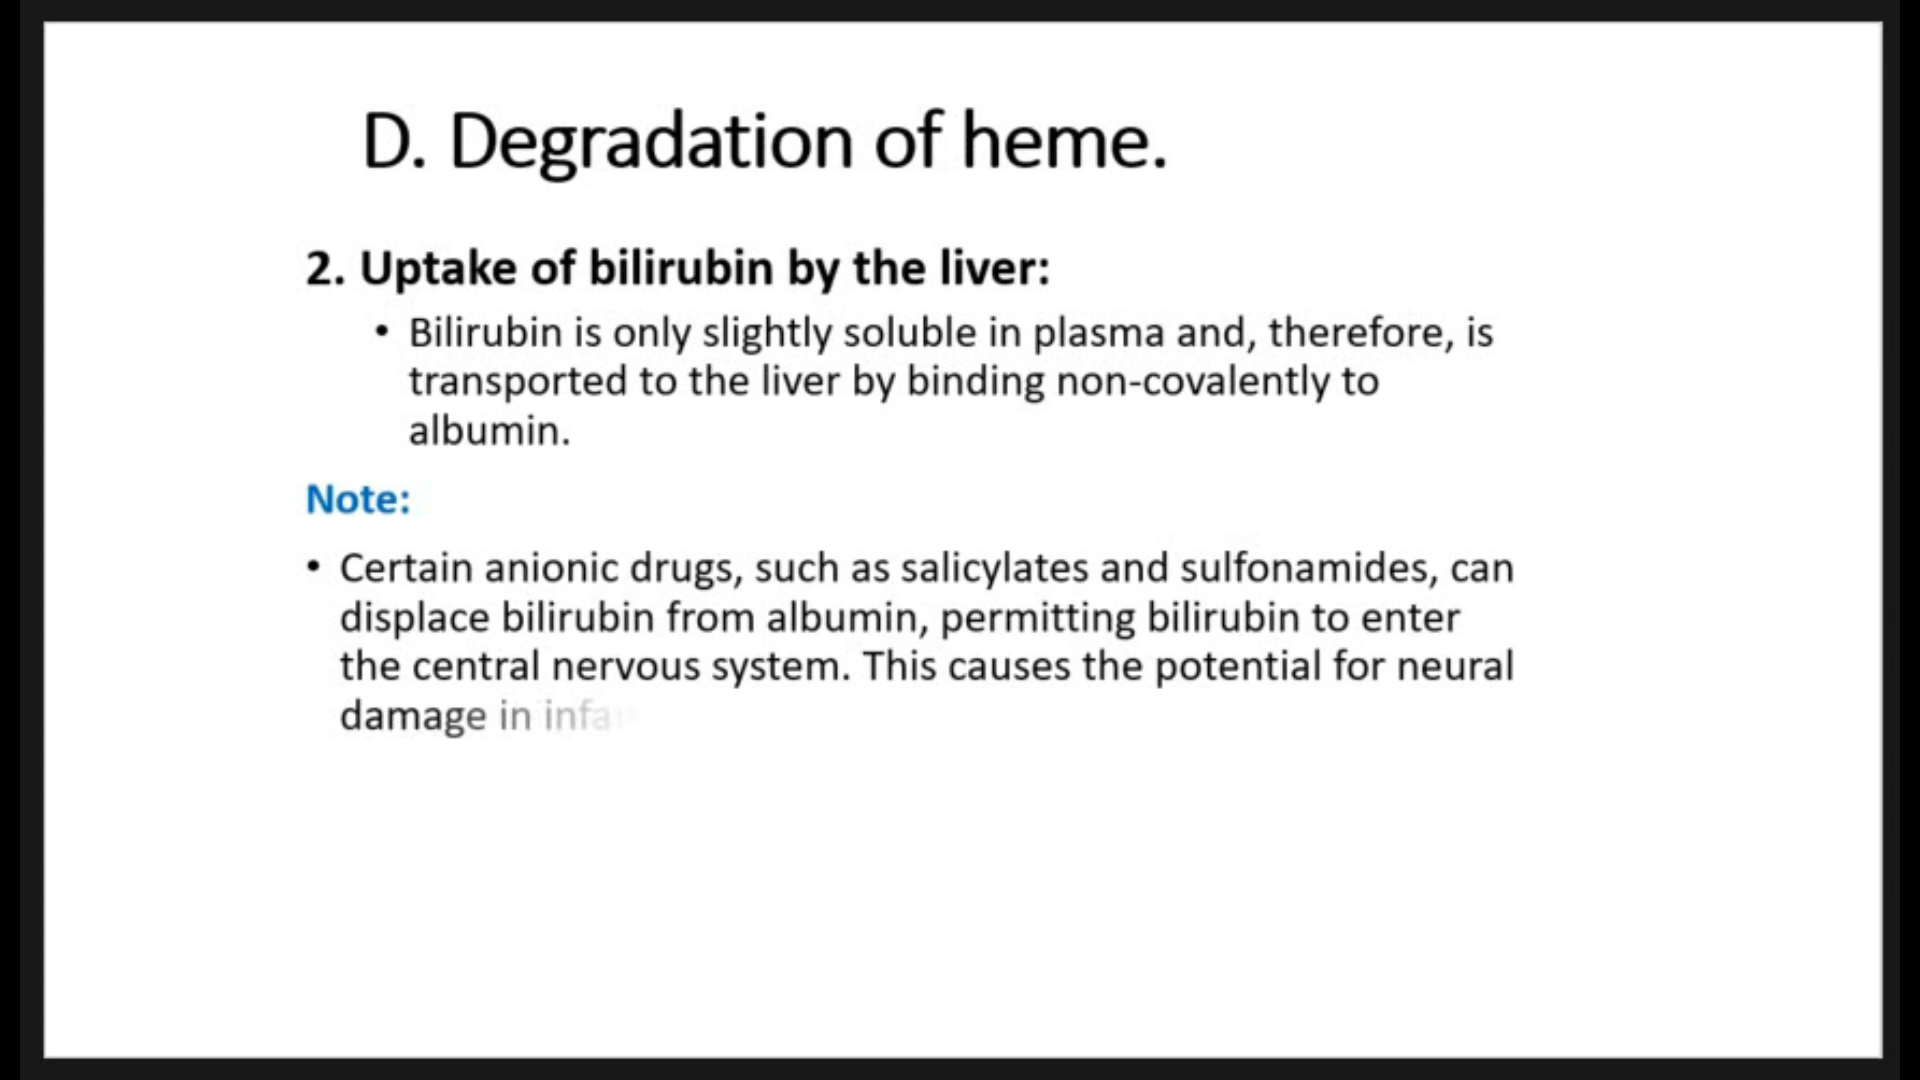 D. Degradation of heme.
2. Uptake of bilirubin by the liver:
• Bilirubin is only slightly soluble in plasma and, therefore, is
transported to the liver by binding non-covalently to
albumin.
Note:
• Certain anionic drugs, such as salicylates and sulfonamides, can
displace bilirubin from albumin, permitting bilirubin to enter
the central nervous system. This causes the potential for neural
damage in